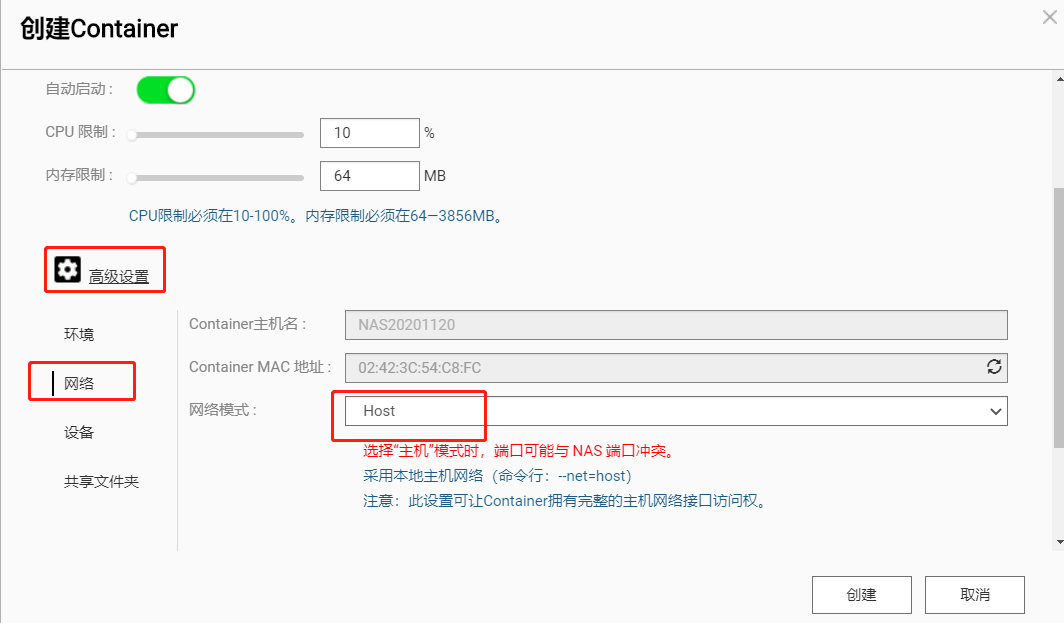 创建Container
自动启动：
CPU 限制： 10 %
内存限制： 64 MB
CPU限制必须在10-100%。内存限制必须在64—3856MB。
高级设置
环境
网络
设备
共享文件夹
Container主机名： NAS20201120
Container MAC 地址： 02:42:3C:54:C8:FC
网络模式： Host
选择“主机”模式时，端口可能与 NAS 端口冲突。
采用本地主机网络（命令行：--net=host）
注意：此设置可让Container拥有完整的主机网络接口访问权。
创建 取消